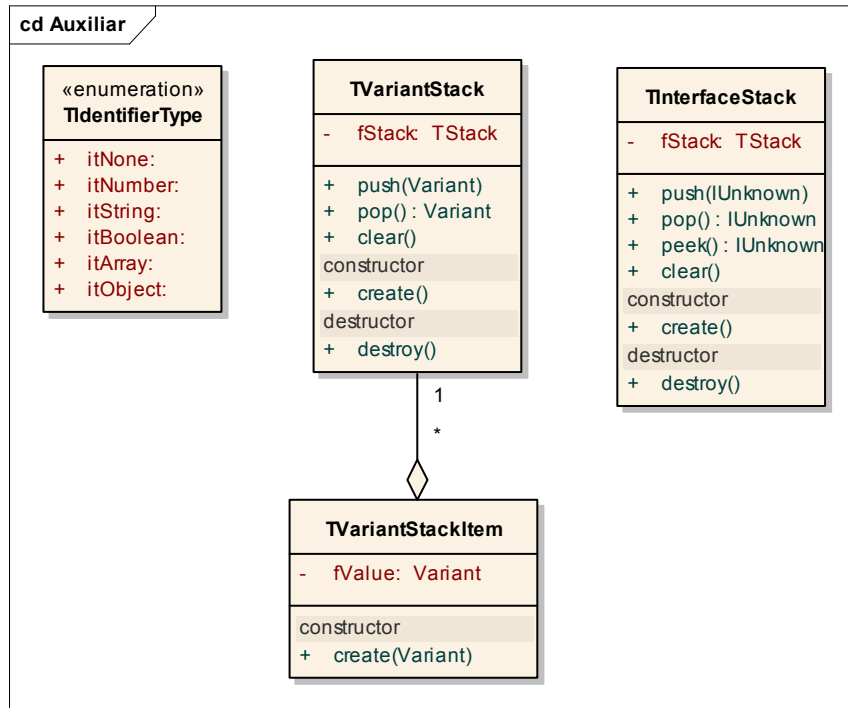 cd Auxiliar
«enumeration»
TIdentifierType
+ itNone:
+ itNumber:
+ itString:
+ itBoolean:
+ itArray:
+ itObject:
TVariantStack
- fStack: TStack
+ push(Variant)
+ pop() : Variant
+ clear()
constructor
+ create()
destructor
+ destroy()
TInterfaceStack
- fStack: TStack
+ push(IUnknown)
+ pop() : IUnknown
+ peek() : IUnknown
+ clear()
constructor
+ create()
destructor
+ destroy()
1
*
TVariantStackItem
- fValue: Variant
constructor
+ create(Variant)